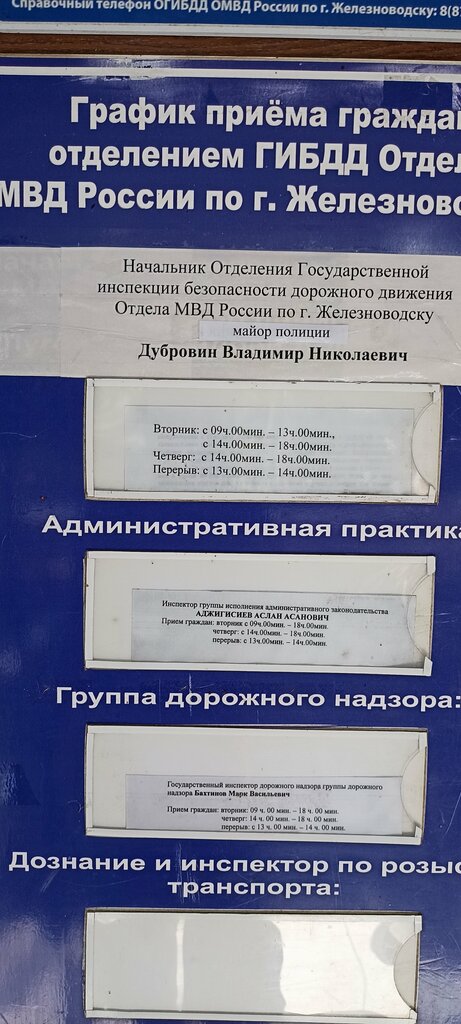 Справочный телефон ОГИБДД ОМВД России по г. Железноводску: 8(87
График приёма граждан
отделением ГИБДД Отдел
МВД России по г. Железново
Начальник Отделения Государственной
инспекции безопасности дорожного движения
Отдела МВД России по г. Железноводску
майор полиции
Дубровин Владимир Николаевич
Вторник: с 09ч.00мин. – 13ч.00мин.,
с 14ч.00мин. – 18ч.00мин.
Четверг: с 14ч.00мин. – 18ч.00мин.
Перерыв: с 13ч.00мин. – 14ч.00мин.
Административная практика
Инспектор группы исполнения административного законодательства
АДЖИГИСИЕВ АСЛАН АСАНОВИЧ
Прием граждан: вторник с 09ч.00мин – 18ч.00мин.
четверг: с 14ч.00мин. – 18ч.00мин.
перерыв: с 13ч.00мин. – 14ч.00мин.
Группа дорожного надзора:
Государственный инспектор дорожного надзора группы дорожного
надзора Бахтинов Марк Васильевич
Прием граждан: вторник: 09 ч. 00 мин. – 18 ч. 00 мин.
четверг: 14 ч. 00 мин. – 18 ч. 00 мин.
перерыв: с 13 ч. 00 мин. – 14 ч. 00 мин.
Дознание и инспектор по розыс
транспорта: